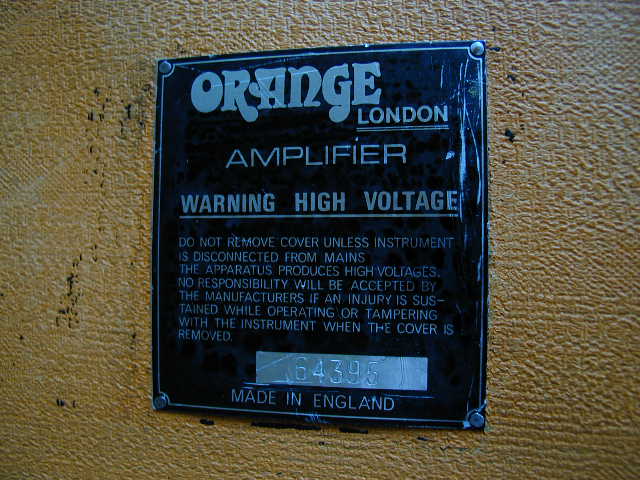 ORANGE
LONDON
AMPLIFIER
WARNING HIGH VOLTAGE
DO NOT REMOVE COVER UNLESS INSTRUMENT
IS DISCONNECTED FROM MAINS
THE APPARATUS PRODUCES HIGH VOLTAGES.
NO RESPONSIBILITY WILL BE ACCEPTED BY
THE MANUFACTURERS IF AN INJURY IS SUS-
TAINED WHILE OPERATING OR TAMPERING
WITH THE INSTRUMENT WHEN THE COVER IS
REMOVED.
64395
MADE IN ENGLAND